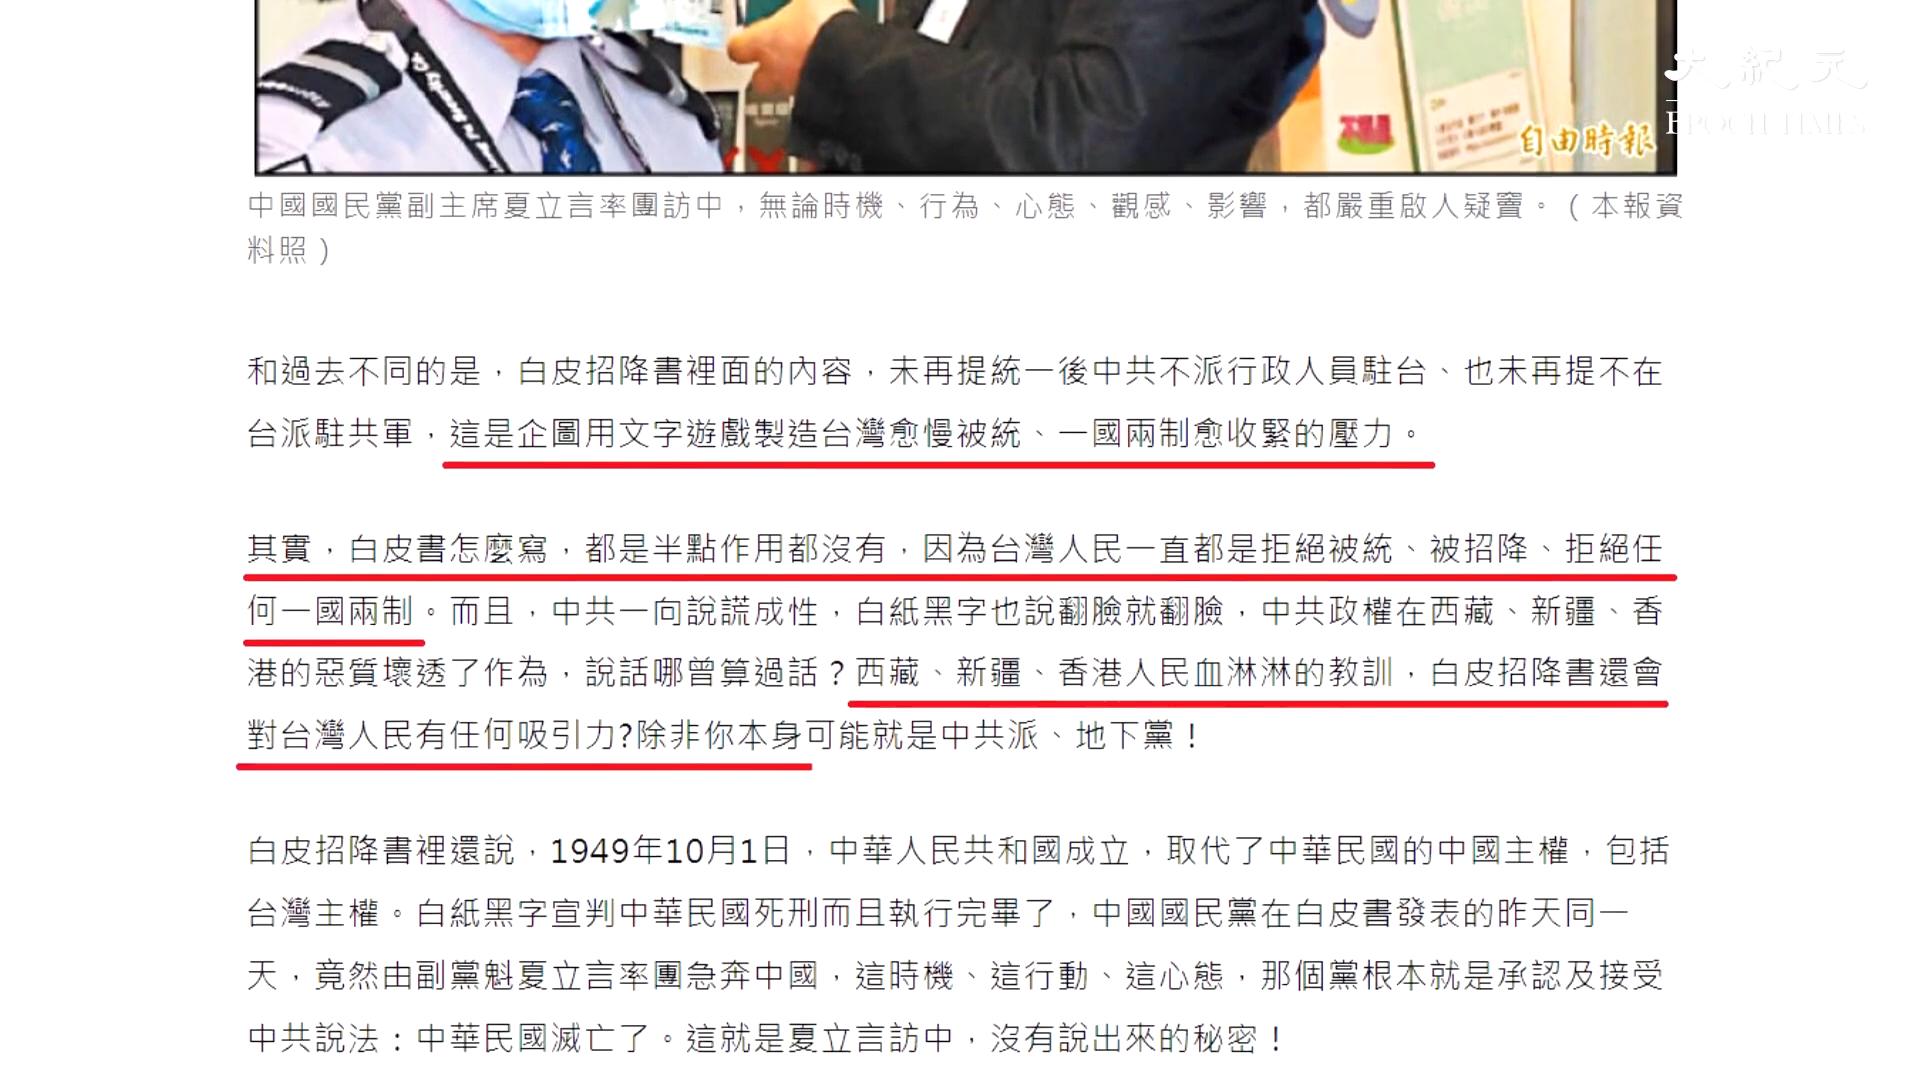 大紀元
EPOCH TIMES
自由時報
中國國民黨副主席夏立言率團訪中，無論時機、行為、心態、觀感、影響，都嚴重啟人疑竇。（本報資
料照）
和過去不同的是，白皮招降書裡面的內容，未再提統一後中共不派行政人員駐台、也未再提不在
台派駐共軍，這是企圖用文字遊戲製造台灣愈慢被統、一國兩制愈收緊的壓力。
其實，白皮書怎麼寫，都是半點作用都沒有，因為台灣人民一直都是拒絕被統、被招降、拒絕任
何一國兩制。而且，中共一向說謊成性，白紙黑字也說翻臉就翻臉，中共政權在西藏、新疆、香
港的惡質壞透了作為，說話哪曾算過話？西藏、新疆、香港人民血淋淋的教訓，白皮招降書還會
對台灣人民有任何吸引力?除非你本身可能就是中共派、地下黨！
白皮招降書裡還說，1949年10月1日，中華人民共和國成立，取代了中華民國的中國主權，包括
台灣主權。白紙黑字宣判中華民國死刑而且執行完畢了，中國國民黨在白皮書發表的昨天同一
天，竟然由副黨魁夏立言率團急奔中國，這時機、這行動、這心態，那個黨根本就是承認及接受
中共說法：中華民國滅亡了。這就是夏立言訪中，沒有說出來的秘密！